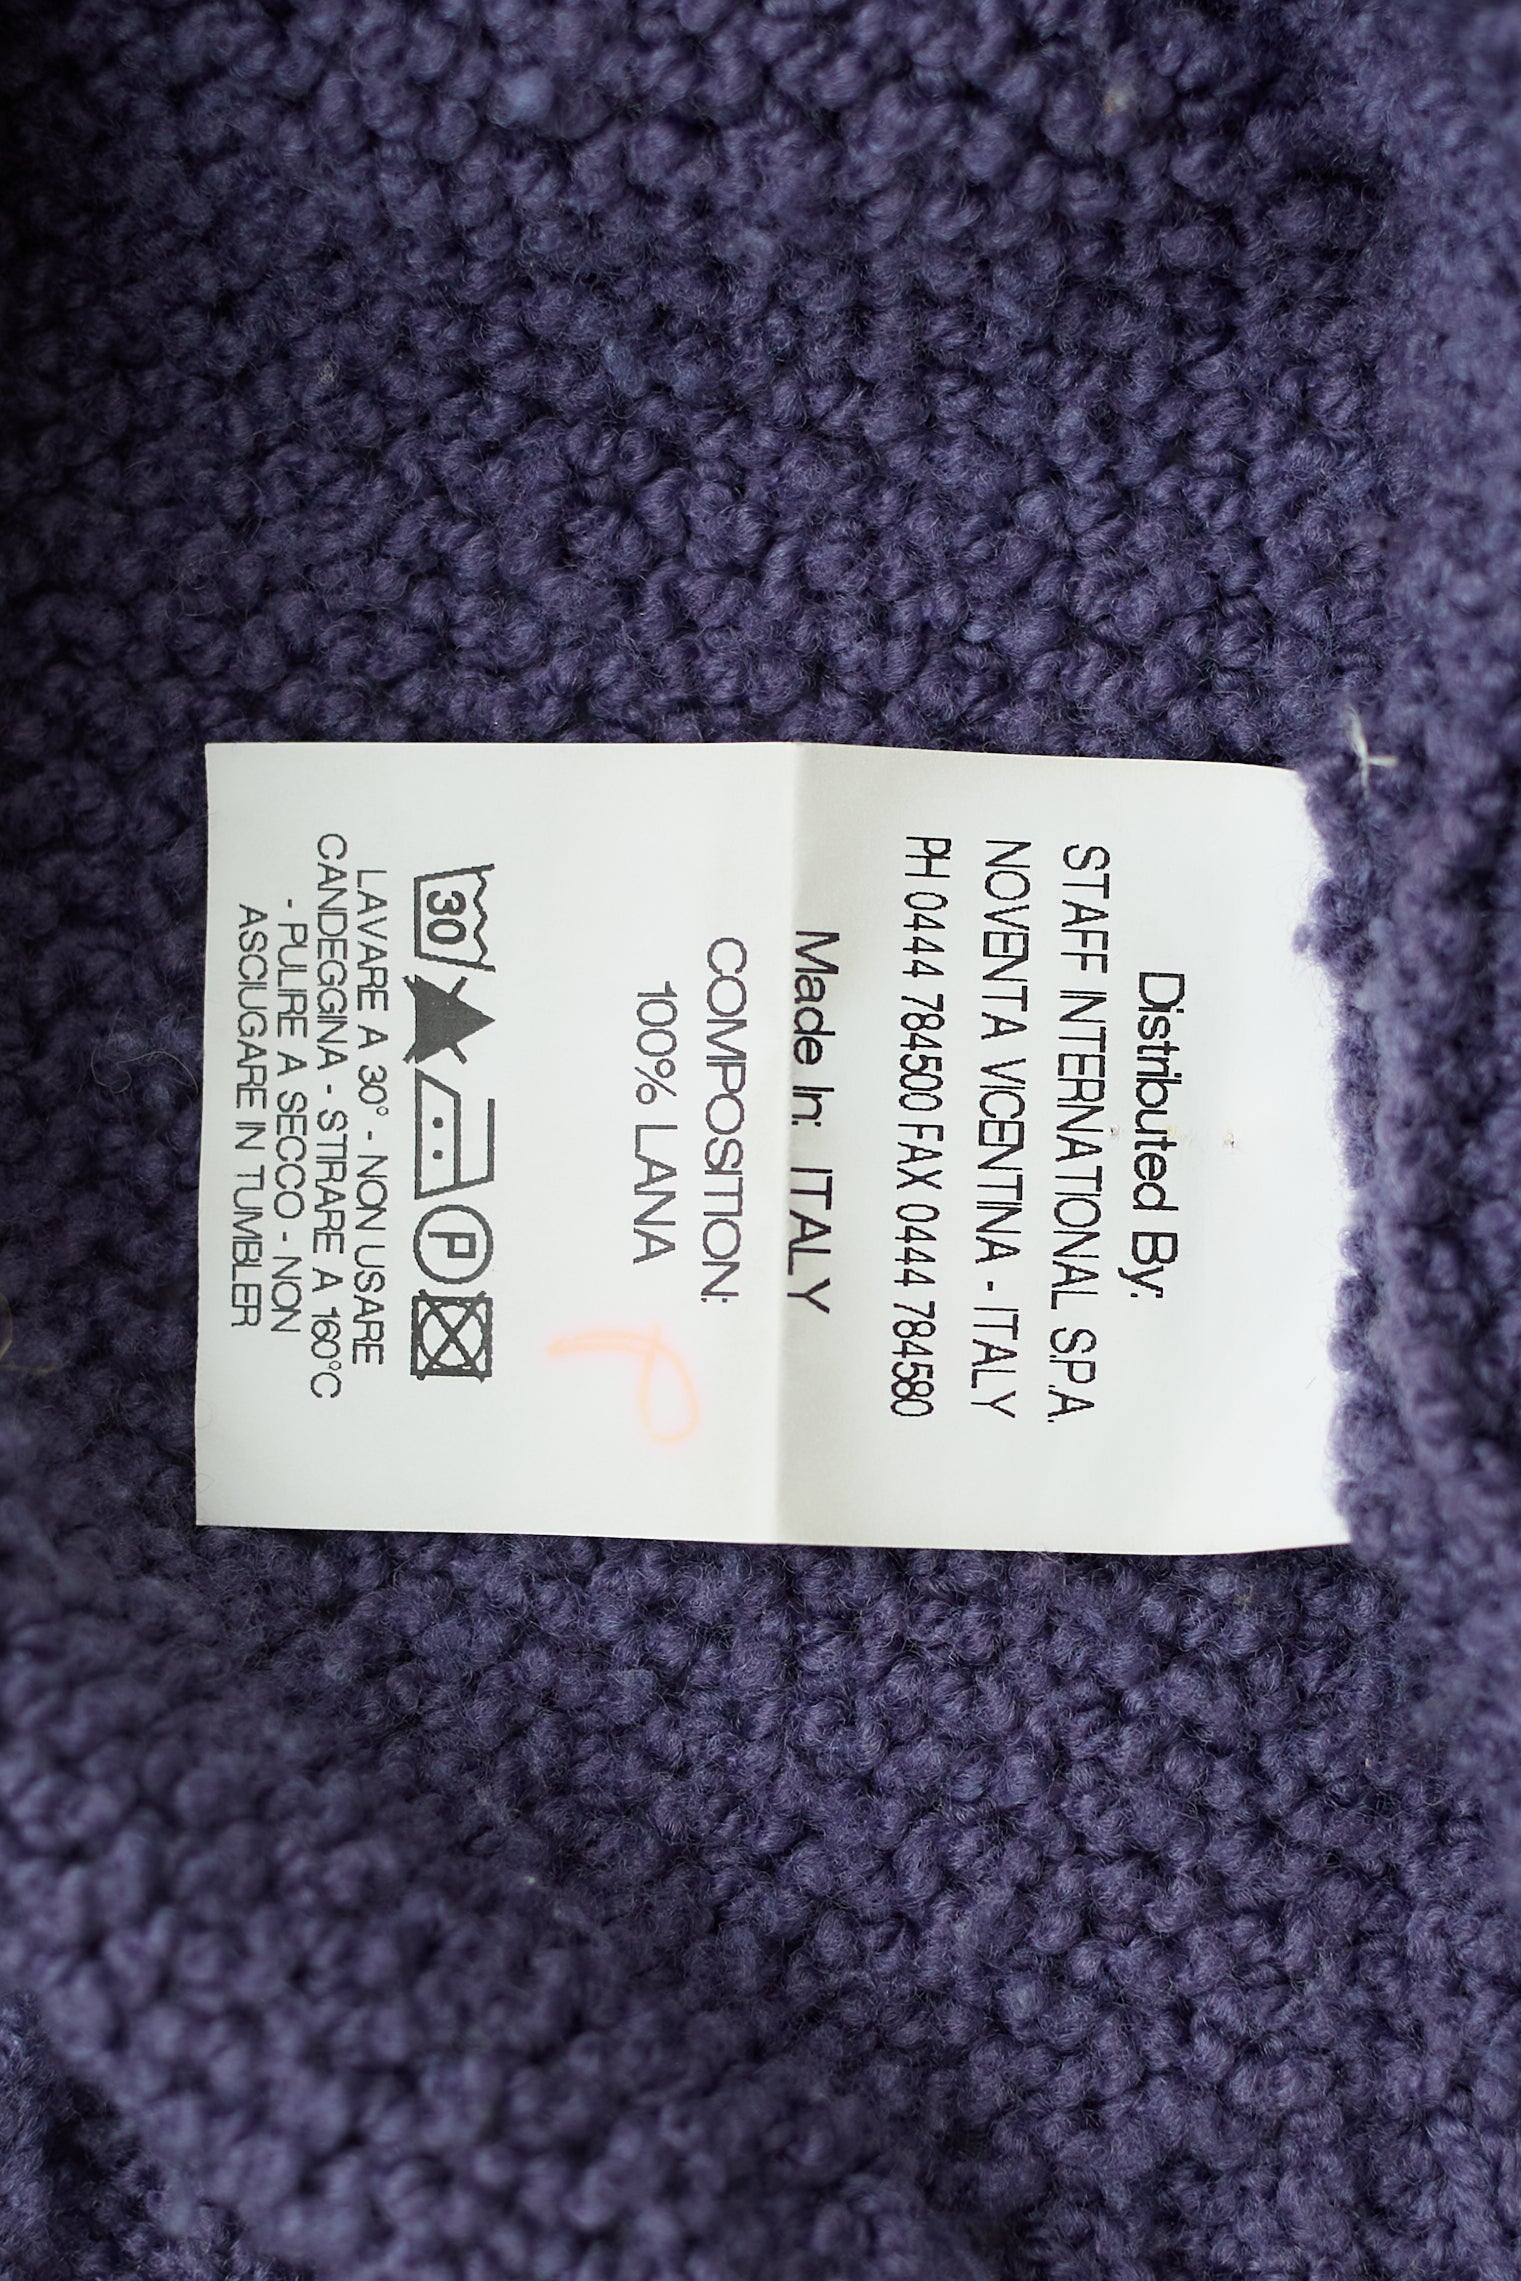 Distributed By:
STAFF INTERNATIONAL S.P.A.
NOVENTA VICENTINA - ITALY
PH 0444 784500 FAX 0444 784580
Made In: ITALY
COMPOSITION:
100% LANA
30 P
LAVARE A 30° - NON USARE
CANDEGGINA - STIRARE A 160°C
- PULIRE A SECCO - NON
ASCIUGARE IN TUMBLER